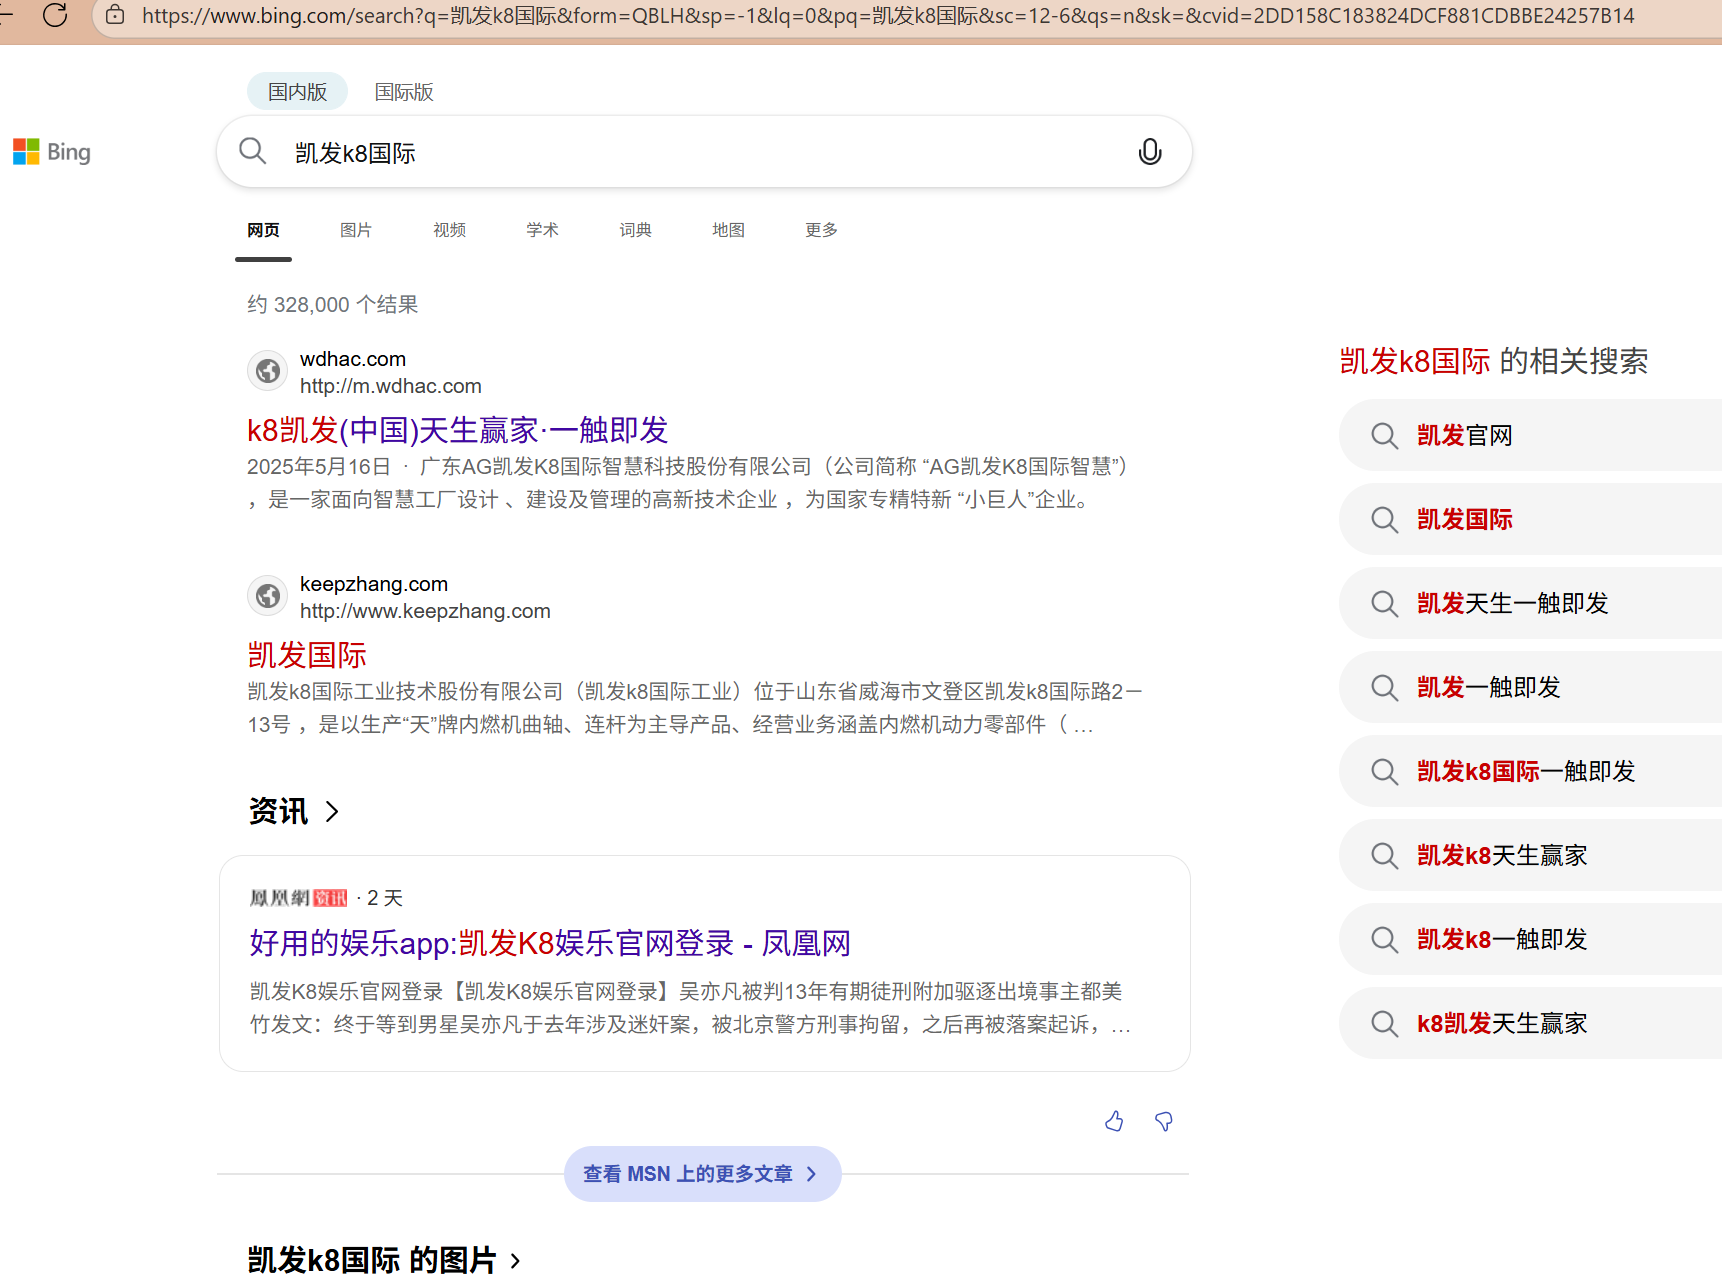 https://www.bing.com/search?q=凯发k8国际&form=QBLH&sp=-1&lq=0&pq=凯发k8国际&sc=12-6&qs=n&sk=&cvid=2DD158C183824DCF881CDBBE24257B14
国内版 国际版
Bing
凯发k8国际
网页 图片 视频 学术 词典 地图 更多
约 328,000 个结果
wdhac.com
http://m.wdhac.com
k8凯发(中国)天生赢家·一触即发
2025年5月16日 · 广东AG凯发K8国际智慧科技股份有限公司（公司简称 “AG凯发K8国际智慧”）
，是一家面向智慧工厂设计 、建设及管理的高新技术企业 ，为国家专精特新 “小巨人”企业。
keepzhang.com
http://www.keepzhang.com
凯发国际
凯发k8国际工业技术股份有限公司（凯发k8国际工业）位于山东省威海市文登区凯发k8国际路2－
13号 ，是以生产“天”牌内燃机曲轴、连杆为主导产品、经营业务涵盖内燃机动力零部件（ …
资讯
鳳凰網资讯 · 2 天
好用的娱乐app:凯发K8娱乐官网登录 - 凤凰网
凯发K8娱乐官网登录【凯发K8娱乐官网登录】吴亦凡被判13年有期徒刑附加驱逐出境事主都美
竹发文：终于等到男星吴亦凡于去年涉及迷奸案，被北京警方刑事拘留，之后再被落案起诉，…
查看 MSN 上的更多文章
凯发k8国际 的图片
凯发k8国际 的相关搜索
凯发官网
凯发国际
凯发天生一触即发
凯发一触即发
凯发k8国际一触即发
凯发k8天生赢家
凯发k8一触即发
k8凯发天生赢家